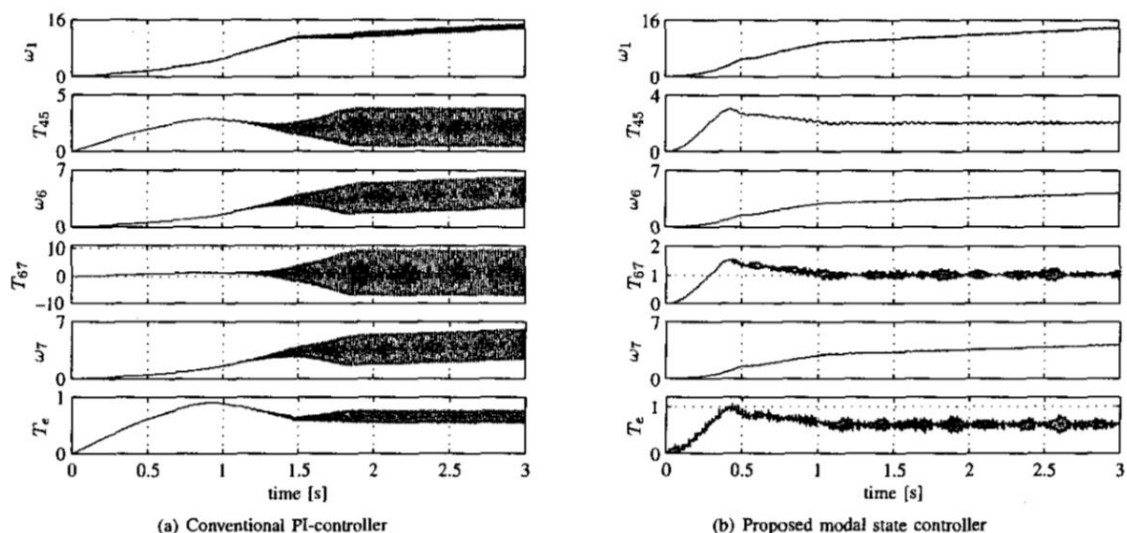 16
ω1
0
5
T45
0
7
ω6
0
10
T67
0
−10
7
ω7
0
1
Te
0
0 0.5 1 1.5 2 2.5 3
time [s]
(a) Conventional PI-controller
16
ω1
0
4
T45
0
7
ω6
0
2
T67
1
0
7
ω7
0
1
Te
0
0 0.5 1 1.5 2 2.5 3
time [s]
(b) Proposed modal state controller